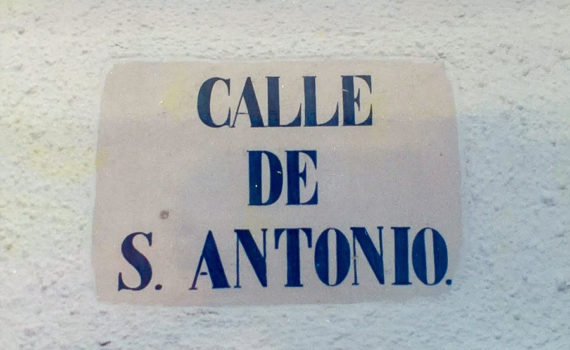 CALLE
DE
S. ANTONIO.